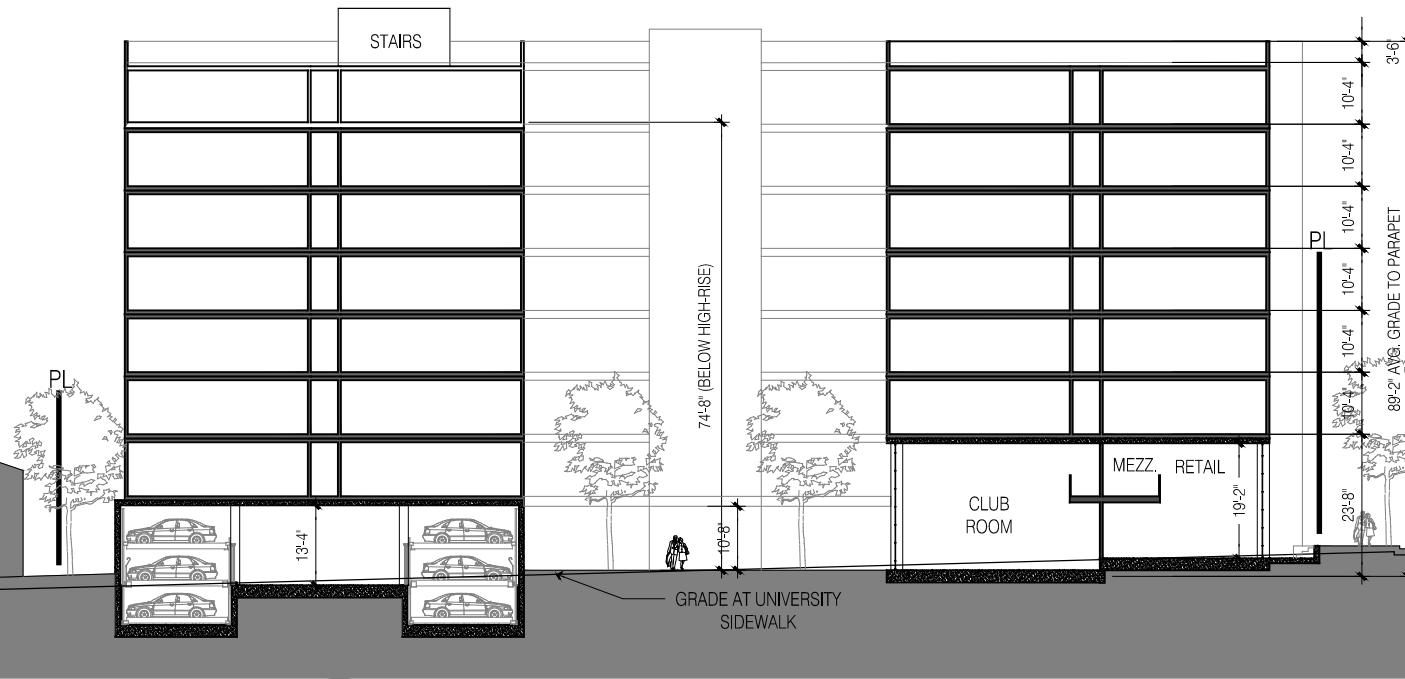 STAIRS
3'-6"
10'-4"
10'-4"
10'-4"
10'-4"
10'-4"
10'-4"
23'-8"
89'-2" AVG. GRADE TO PARAPET
PL
PL
74'-8" (BELOW HIGH-RISE)
10'-8"
13'-4"
CLUB
ROOM
MEZZ.
RETAIL
19'-2"
GRADE AT UNIVERSITY
SIDEWALK